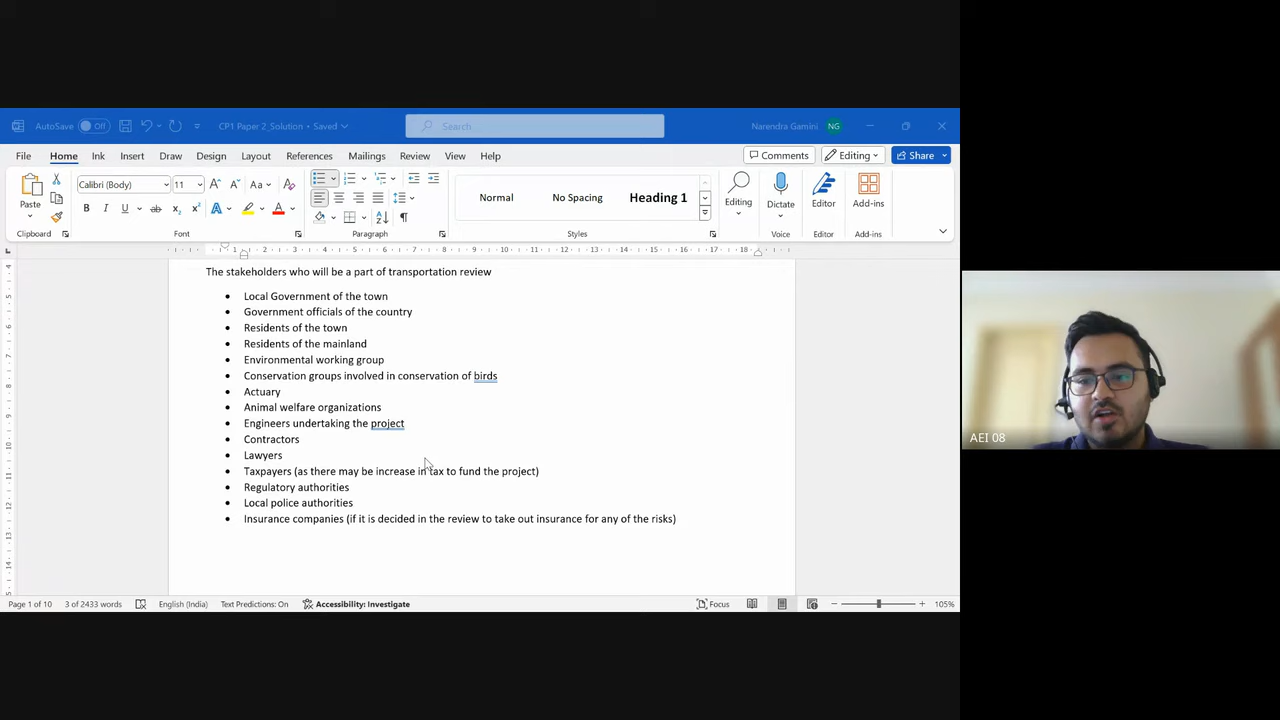 AutoSave Off CP1 Paper 2_Solution • Saved Search Narendra Gamini NG
File Home Ink Insert Draw Design Layout References Mailings Review View Help Comments Editing Share
Calibri (Body) 11 Normal No Spacing Heading 1
Paste Editing Dictate Editor Add-ins
Clipboard Font Paragraph Styles Voice Editor Add-ins
The stakeholders who will be a part of transportation review
• Local Government of the town
• Government officials of the country
• Residents of the town
• Residents of the mainland
• Environmental working group
• Conservation groups involved in conservation of birds
• Actuary
• Animal welfare organizations
• Engineers undertaking the project
• Contractors
• Lawyers
• Taxpayers (as there may be increase in tax to fund the project)
• Regulatory authorities
• Local police authorities
• Insurance companies (if it is decided in the review to take out insurance for any of the risks)
Page 1 of 10 3 of 2433 words English (India) Text Predictions: On Accessibility: Investigate Focus 105%
AEI 08